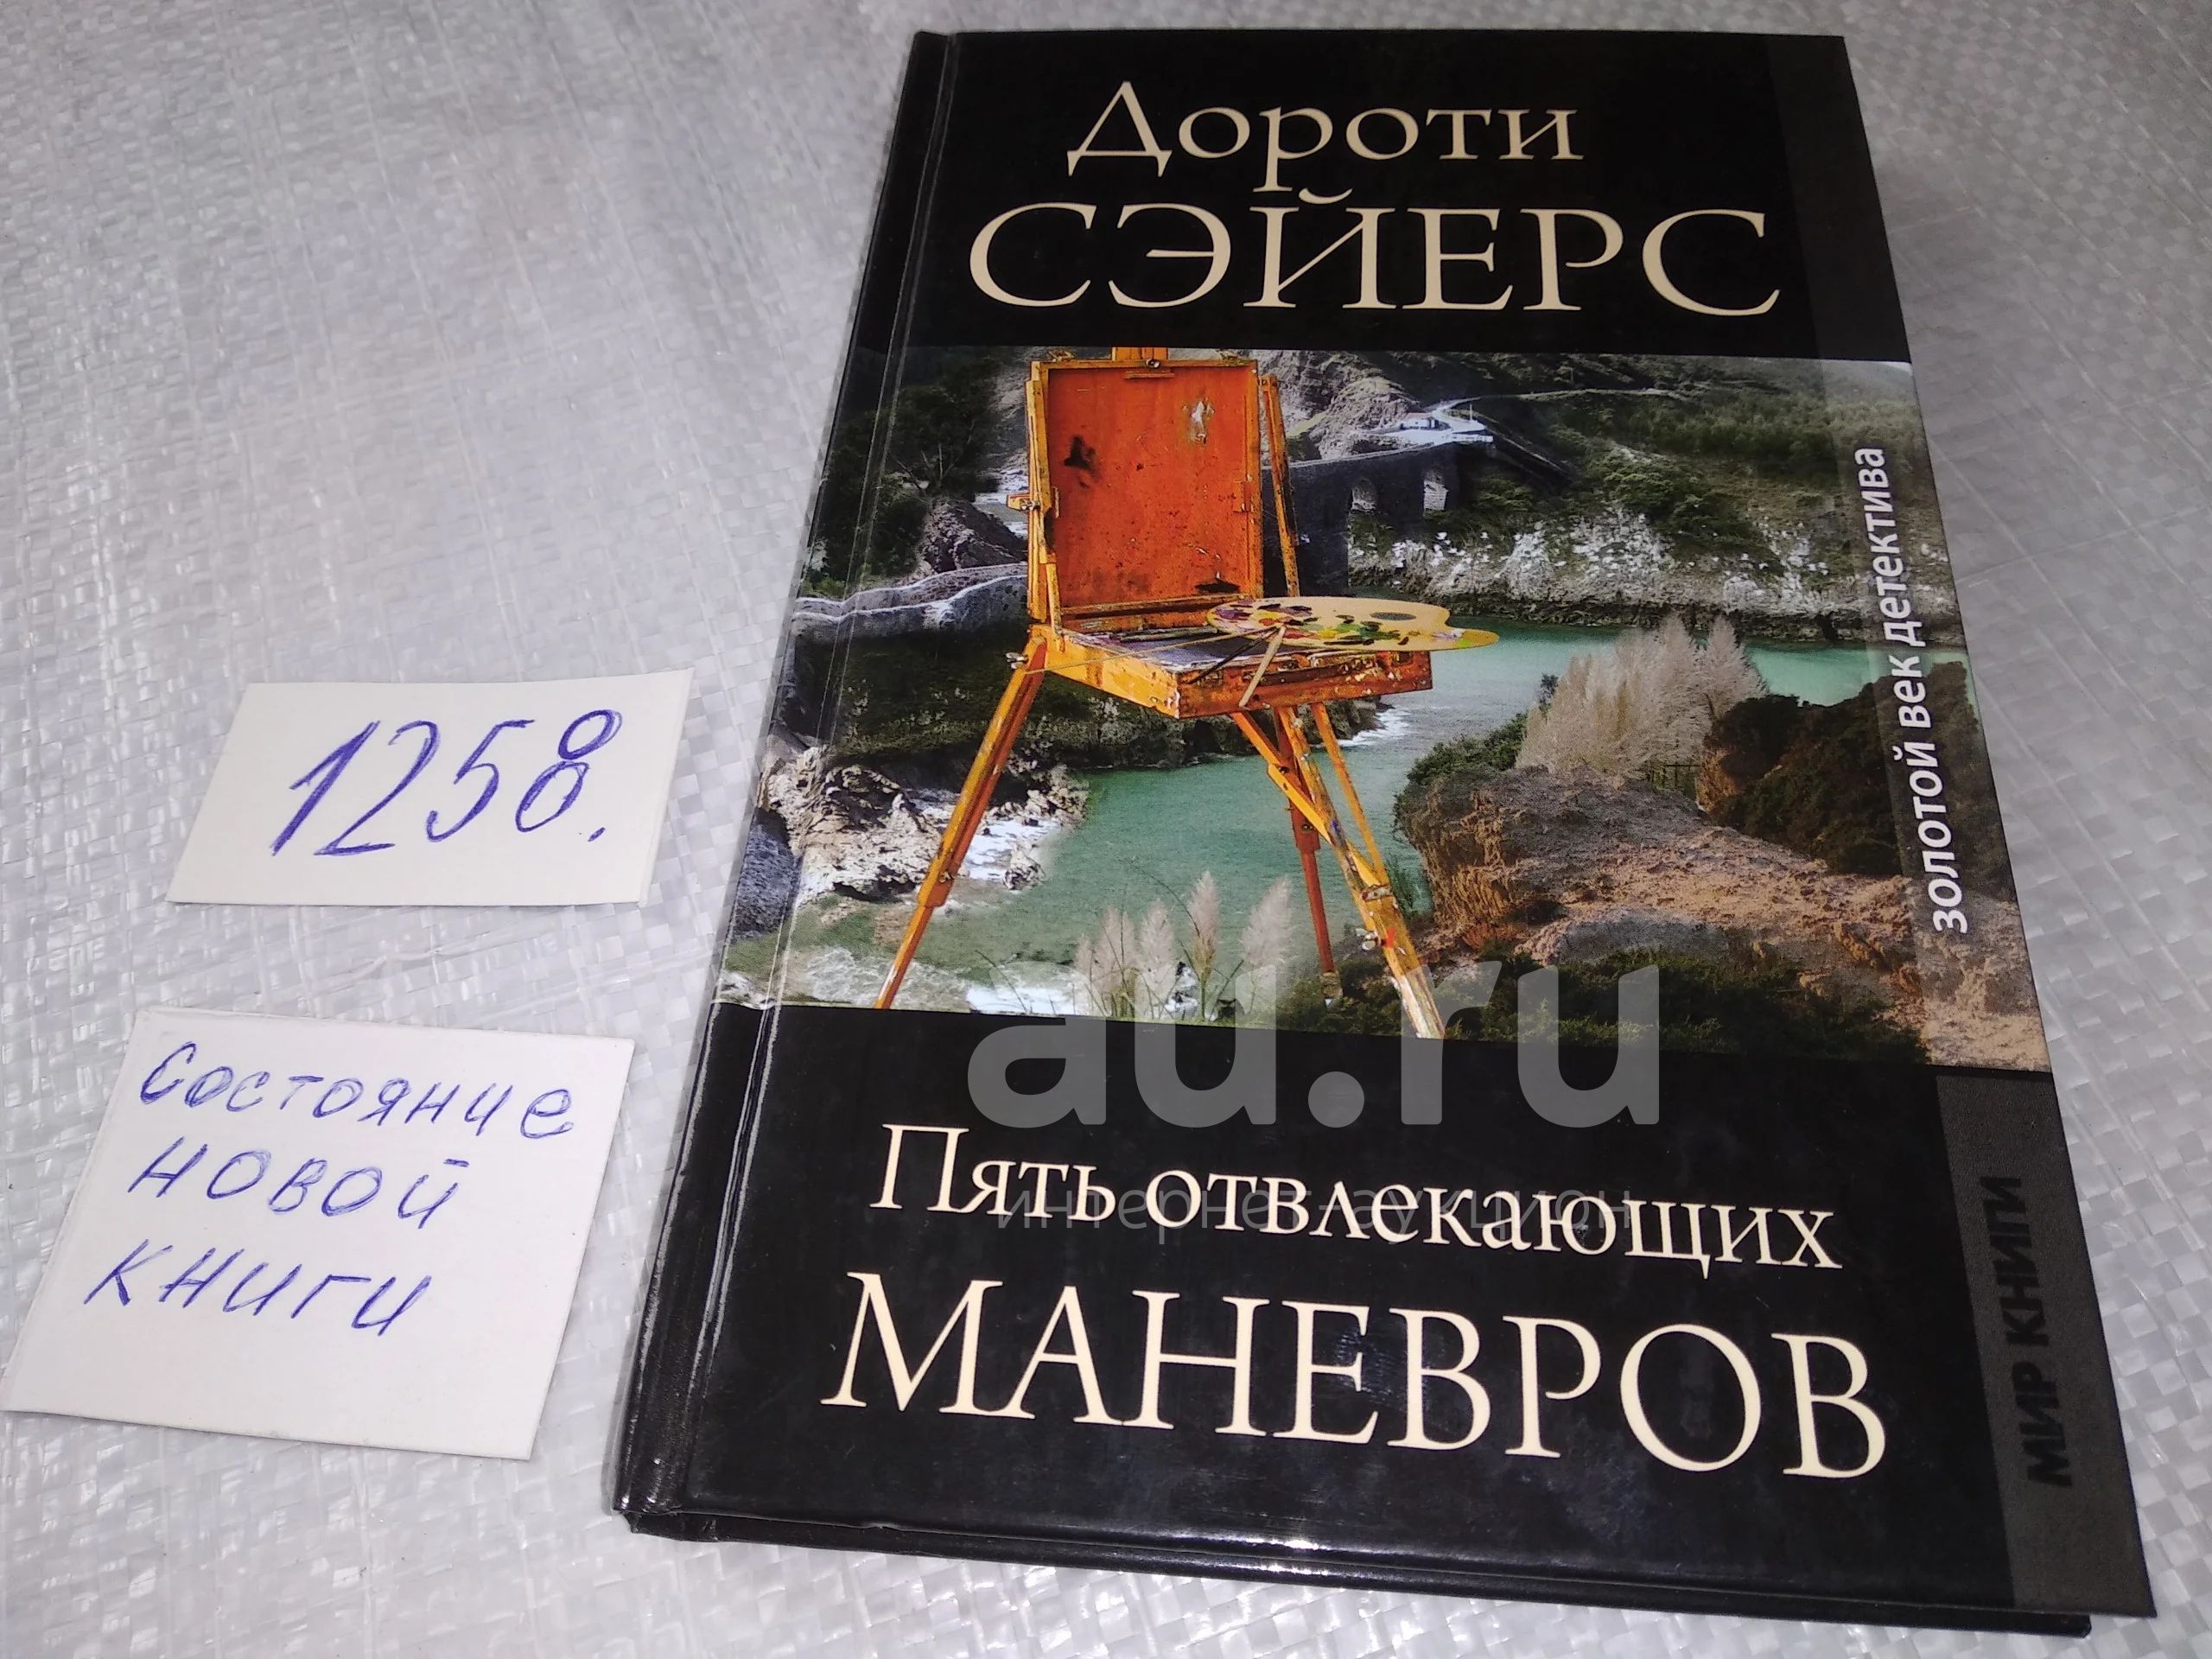 Дороти
СЭЙЕРС
золотой век детектива
1258.
Состояние
новой
книги
au.ru
интернет-аукцион
Пять отвлекающих
МАНЕВРОВ
МИР КНИГИ